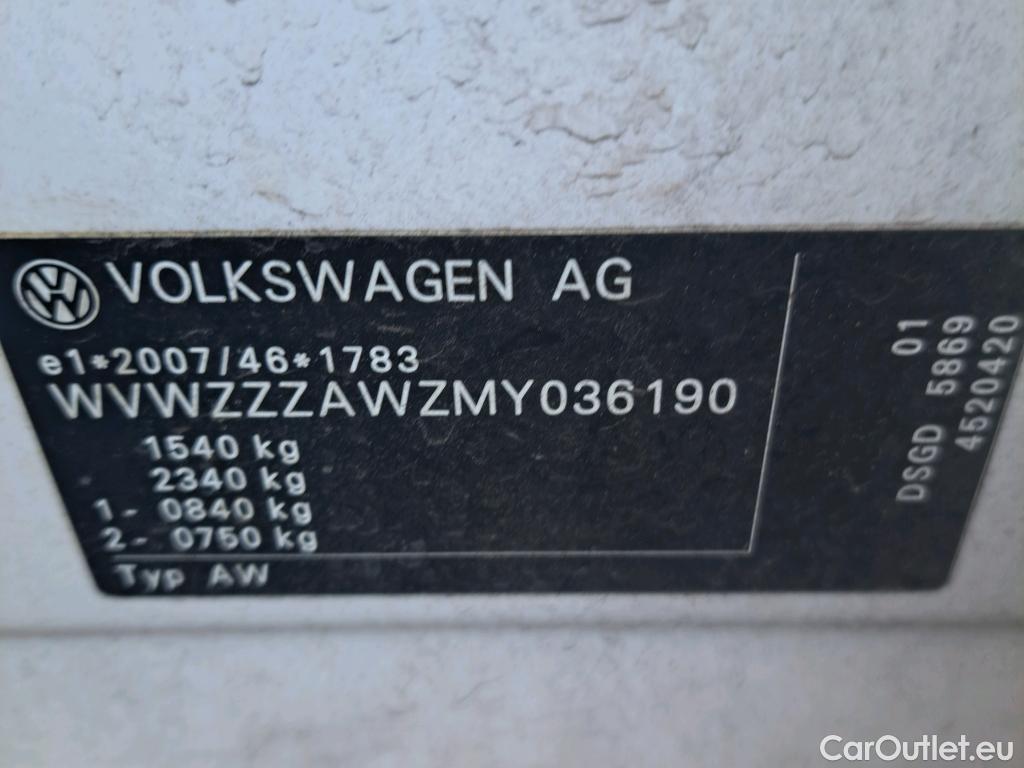 VOLKSWAGEN AG
e1*2007/46*1783
WVWZZZAWZMY036190
1540 kg
2340 kg
1- 0840 kg
2- 0750 kg
Typ AW
01
DSGD 5869
4520420
CarOutlet.eu